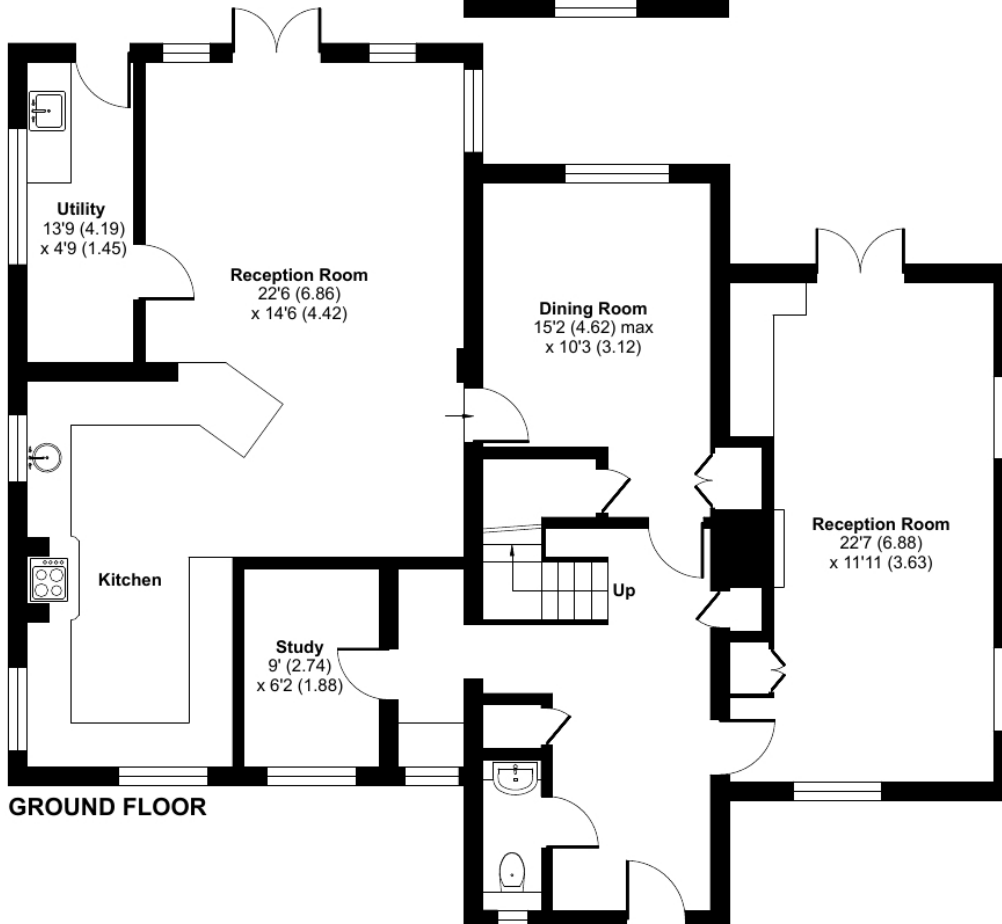 Utility
13'9 (4.19)
x 4'9 (1.45)
Reception Room
22'6 (6.86)
x 14'6 (4.42)
Dining Room
15'2 (4.62) max
x 10'3 (3.12)
Reception Room
22'7 (6.88)
x 11'11 (3.63)
Kitchen
Up
Study
9' (2.74)
x 6'2 (1.88)
GROUND FLOOR